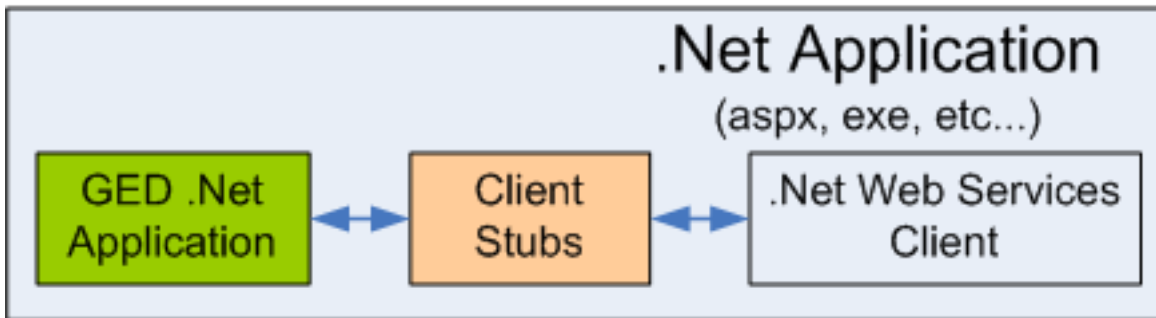 .Net Application
(aspx, exe, etc...)
GED .Net
Application
Client
Stubs
.Net Web Services
Client